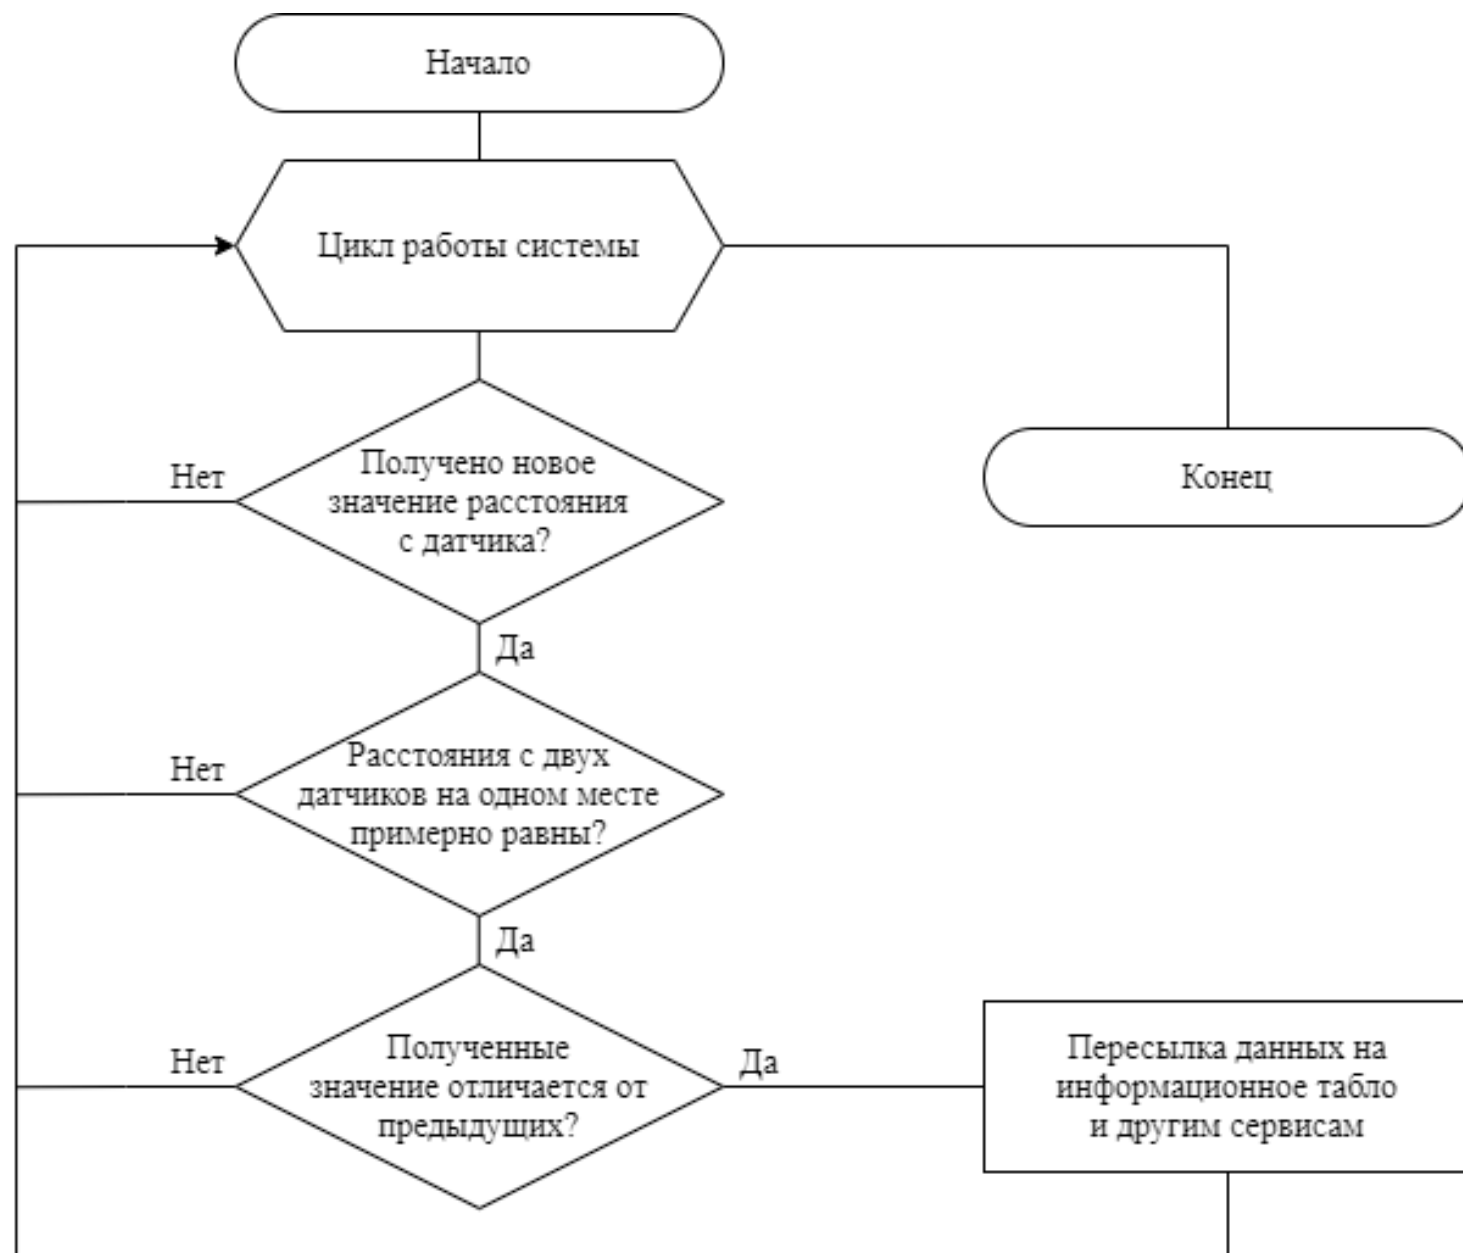 Начало
Цикл работы системы
Нет
Получено новое
значение расстояния
с датчика?
Конец
Да
Нет
Расстояния с двух
датчиков на одном месте
примерно равны?
Да
Нет
Полученные
значение отличается от
предыдущих?
Да
Пересылка данных на
информационное табло
и другим сервисам